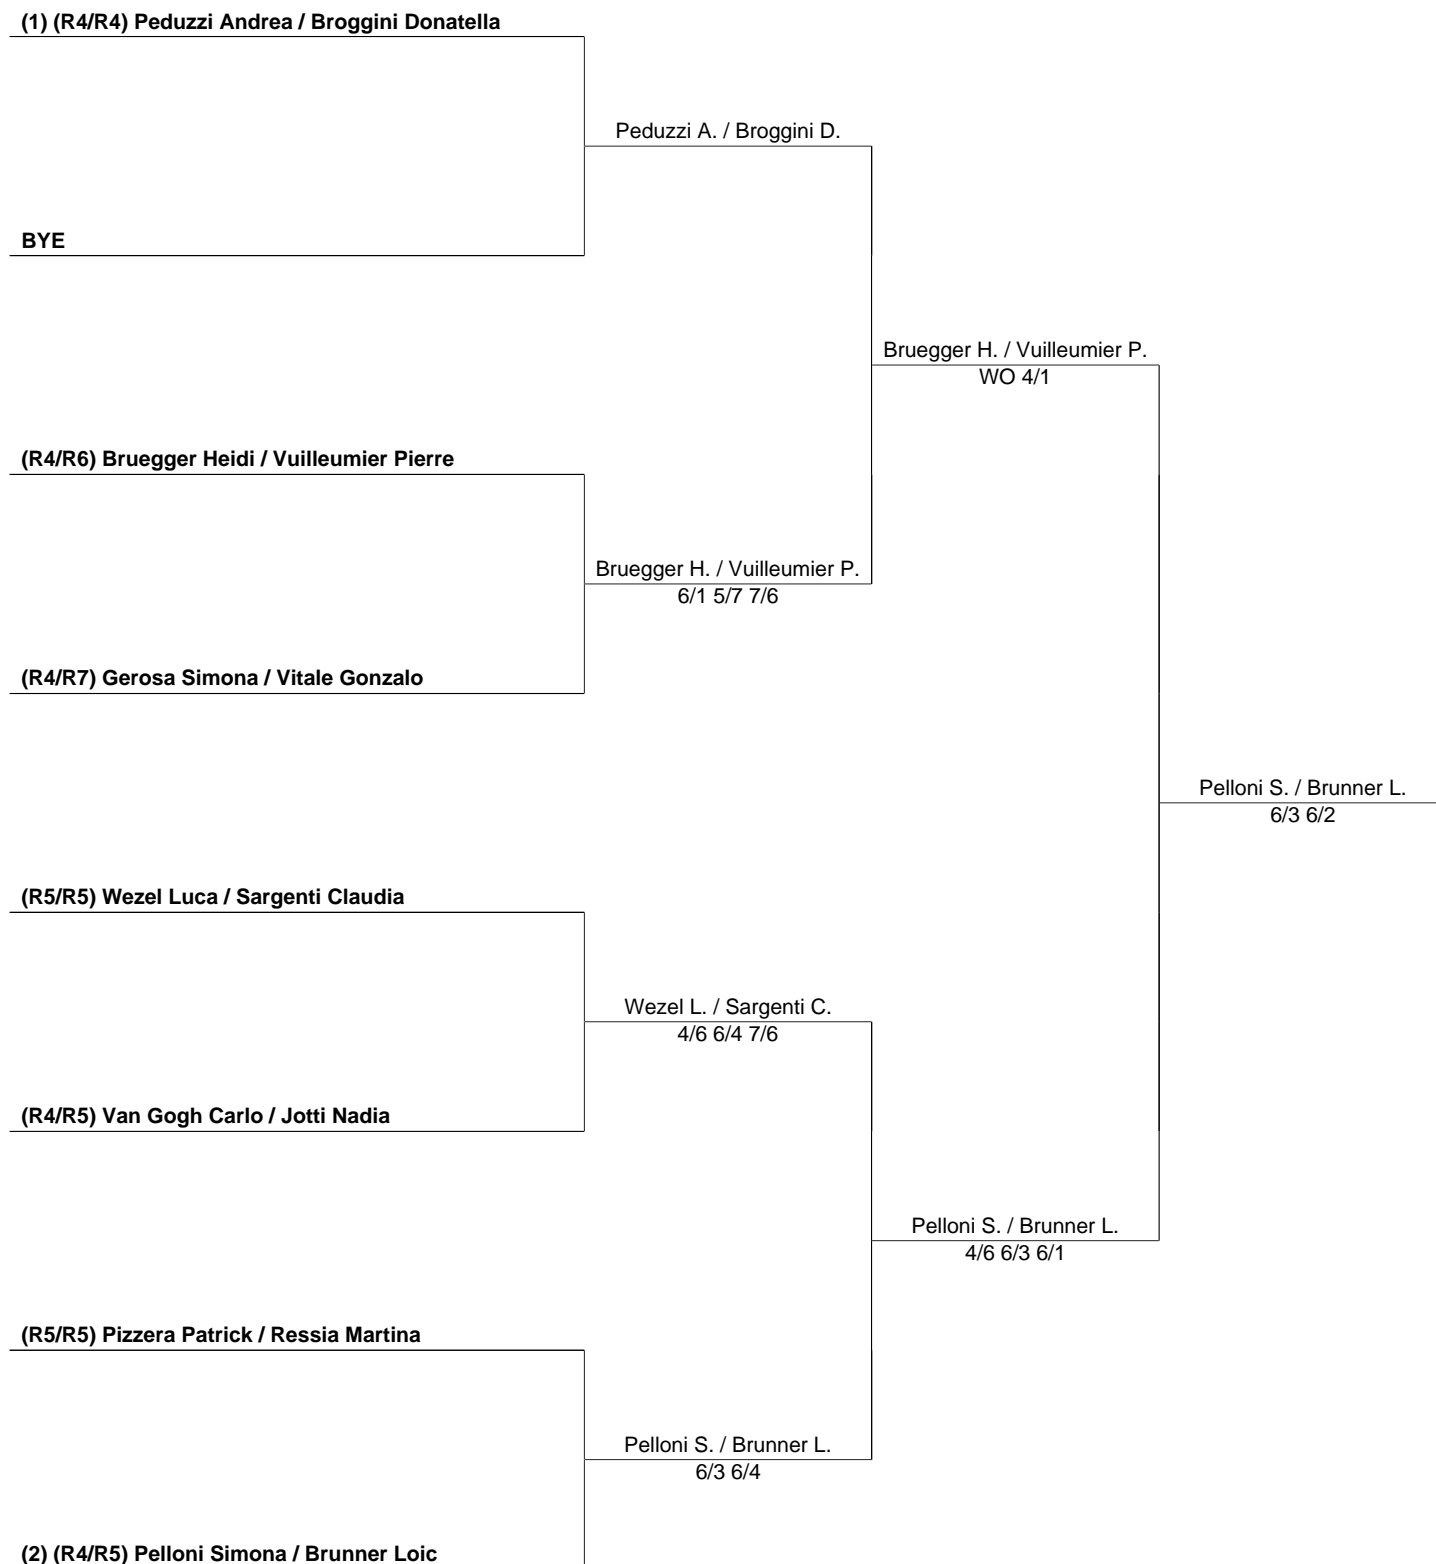 (1) (R4/R4) Peduzzi Andrea / Broggini Donatella
Peduzzi A. / Broggini D.
BYE
Bruegger H. / Vuilleumier P.
WO 4/1
(R4/R6) Bruegger Heidi / Vuilleumier Pierre
Bruegger H. / Vuilleumier P.
6/1 5/7 7/6
(R4/R7) Gerosa Simona / Vitale Gonzalo
Pelloni S. / Brunner L.
6/3 6/2
(R5/R5) Wezel Luca / Sargenti Claudia
Wezel L. / Sargenti C.
4/6 6/4 7/6
(R4/R5) Van Gogh Carlo / Jotti Nadia
Pelloni S. / Brunner L.
4/6 6/3 6/1
(R5/R5) Pizzera Patrick / Ressia Martina
Pelloni S. / Brunner L.
6/3 6/4
(2) (R4/R5) Pelloni Simona / Brunner Loic